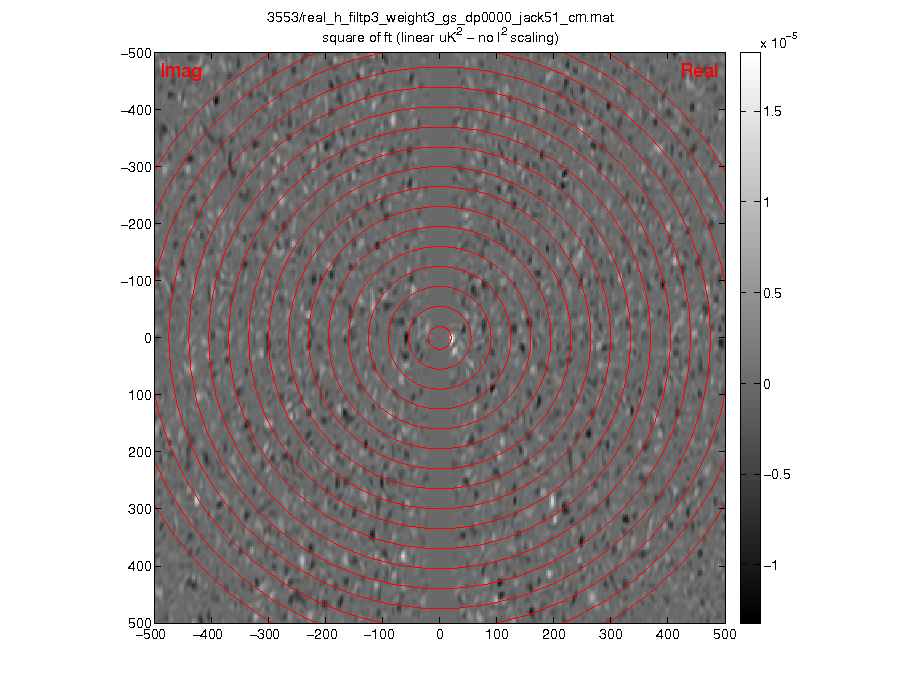 3553/real_h_filtp3_weight3_gs_dp0000_jack51_cm.mat
square of ft (linear uK² − no l² scaling)
x 10⁻⁵
Imag
Real
−500
−400
−300
−200
−100
0
100
200
300
400
500
1.5
1
0.5
0
−0.5
−1
−500 −400 −300 −200 −100 0 100 200 300 400 500